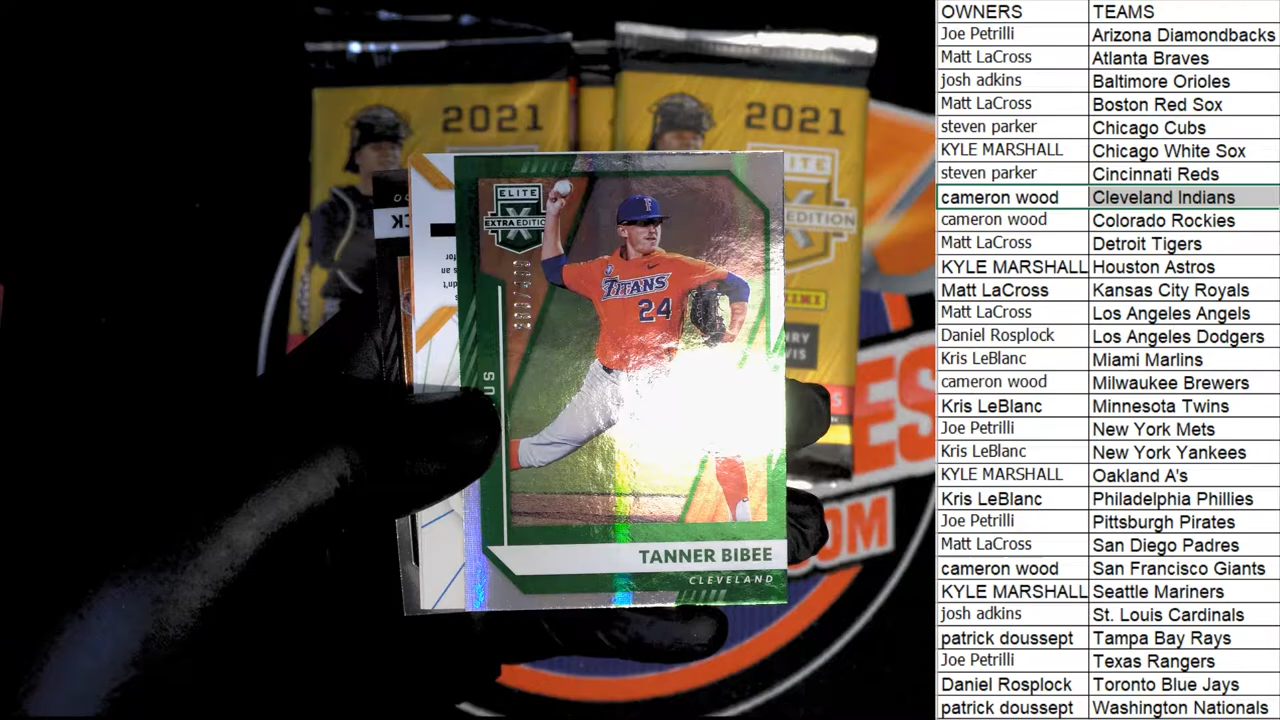 2021
2021
ELITE
EXTRA EDITION
EDITION
TITANS
24
TANNER BIBEE
CLEVELAND
OM
OWNERS TEAMS
Joe Petrilli Arizona Diamondbacks
Matt LaCross Atlanta Braves
josh adkins Baltimore Orioles
Matt LaCross Boston Red Sox
steven parker Chicago Cubs
KYLE MARSHALL Chicago White Sox
steven parker Cincinnati Reds
cameron wood Cleveland Indians
cameron wood Colorado Rockies
Matt LaCross Detroit Tigers
KYLE MARSHALL Houston Astros
Matt LaCross Kansas City Royals
Matt LaCross Los Angeles Angels
Daniel Rosplock Los Angeles Dodgers
Kris LeBlanc Miami Marlins
cameron wood Milwaukee Brewers
Kris LeBlanc Minnesota Twins
Joe Petrilli New York Mets
Kris LeBlanc New York Yankees
KYLE MARSHALL Oakland A's
Kris LeBlanc Philadelphia Phillies
Joe Petrilli Pittsburgh Pirates
Matt LaCross San Diego Padres
cameron wood San Francisco Giants
KYLE MARSHALL Seattle Mariners
josh adkins St. Louis Cardinals
patrick doussept Tampa Bay Rays
Joe Petrilli Texas Rangers
Daniel Rosplock Toronto Blue Jays
patrick doussept Washington Nationals